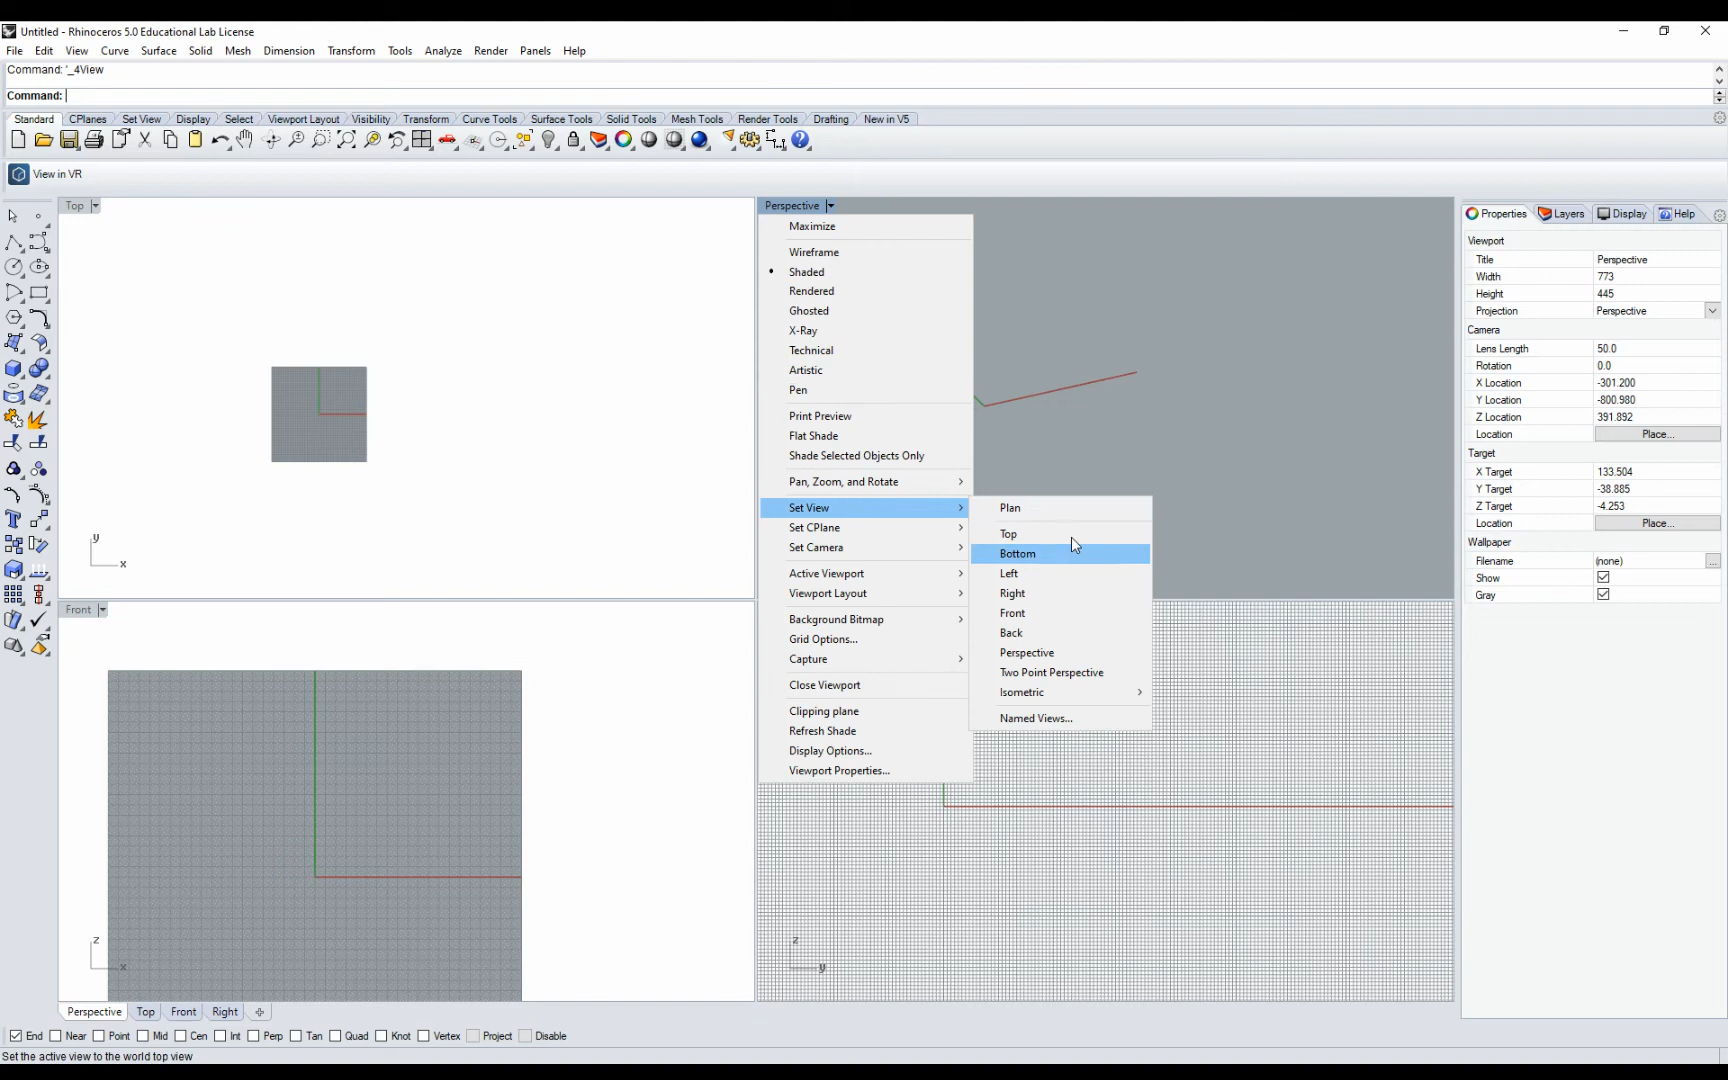 Untitled - Rhinoceros 5.0 Educational Lab License
File Edit View Curve Surface Solid Mesh Dimension Transform Tools Analyze Render Panels Help
Command: '_4View
Command:
Standard CPlanes Set View Display Select Viewport Layout Visibility Transform Curve Tools Surface Tools Solid Tools Mesh Tools Render Tools Drafting New in V5
View in VR
Top
y
x
Front
z
x
Perspective
Maximize
Wireframe
Shaded
Rendered
Ghosted
X-Ray
Technical
Artistic
Pen
Print Preview
Flat Shade
Shade Selected Objects Only
Pan, Zoom, and Rotate
Set View
Set CPlane
Set Camera
Active Viewport
Viewport Layout
Background Bitmap
Grid Options...
Capture
Close Viewport
Clipping plane
Refresh Shade
Display Options...
Viewport Properties...
Plan
Top
Bottom
Left
Right
Front
Back
Perspective
Two Point Perspective
Isometric
Named Views...
z
y
Properties Layers Display Help
Viewport
Title Perspective
Width 773
Height 445
Projection Perspective
Camera
Lens Length 50.0
Rotation 0.0
X Location -301.200
Y Location -800.980
Z Location 391.892
Location Place...
Target
X Target 133.504
Y Target -38.885
Z Target -4.253
Location Place...
Wallpaper
Filename (none) ...
Show
Gray
Perspective Top Front Right
End Near Point Mid Cen Int Perp Tan Quad Knot Vertex Project Disable
Set the active view to the world top view